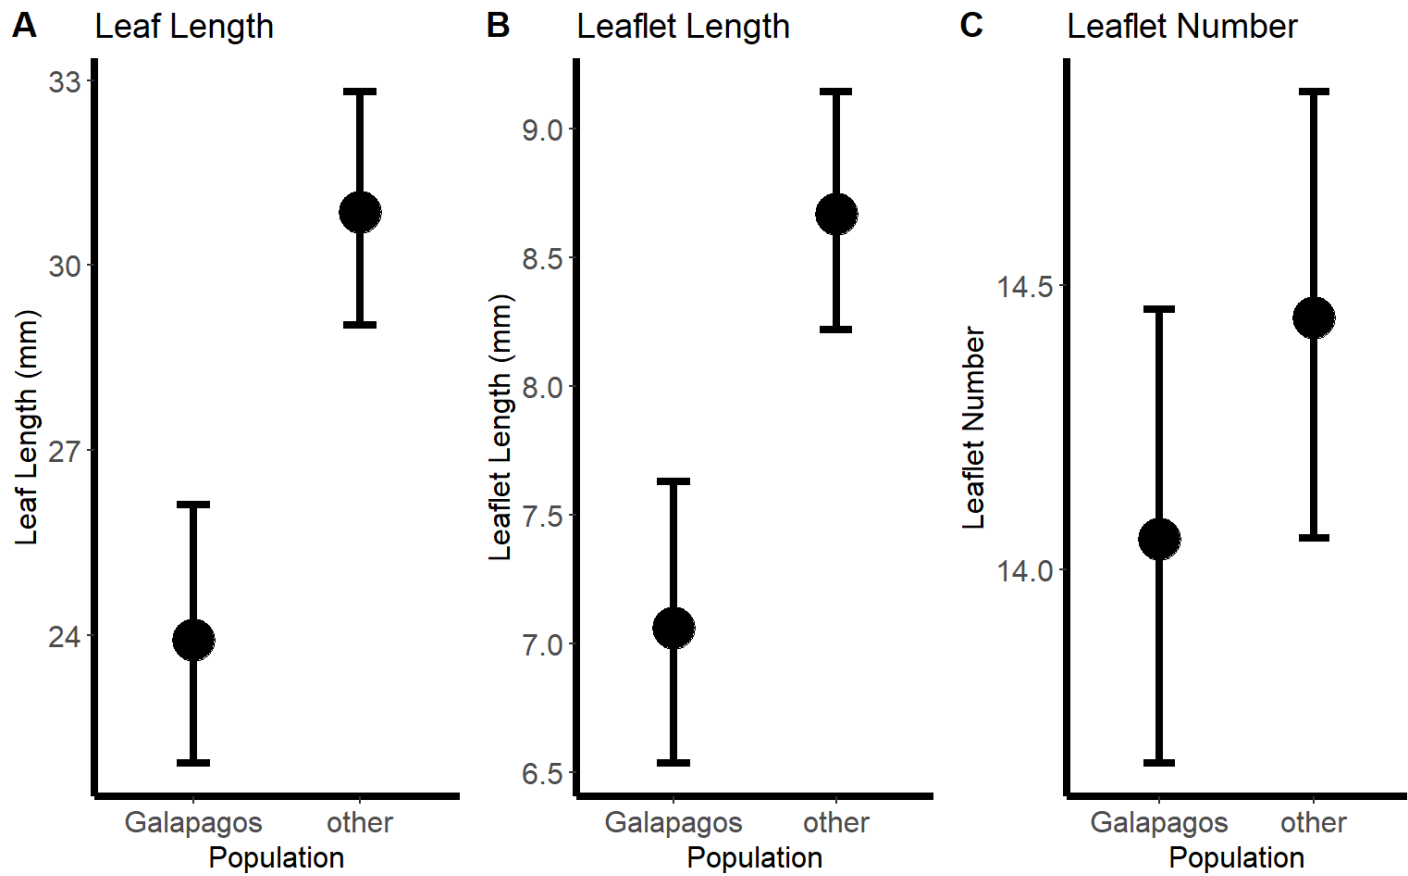 A Leaf Length
33
30
27
24
Leaf Length (mm)
Galapagos other
Population
B Leaflet Length
9.0
8.5
8.0
7.5
7.0
6.5
Leaflet Length (mm)
Galapagos other
Population
C Leaflet Number
14.5
14.0
Leaflet Number
Galapagos other
Population